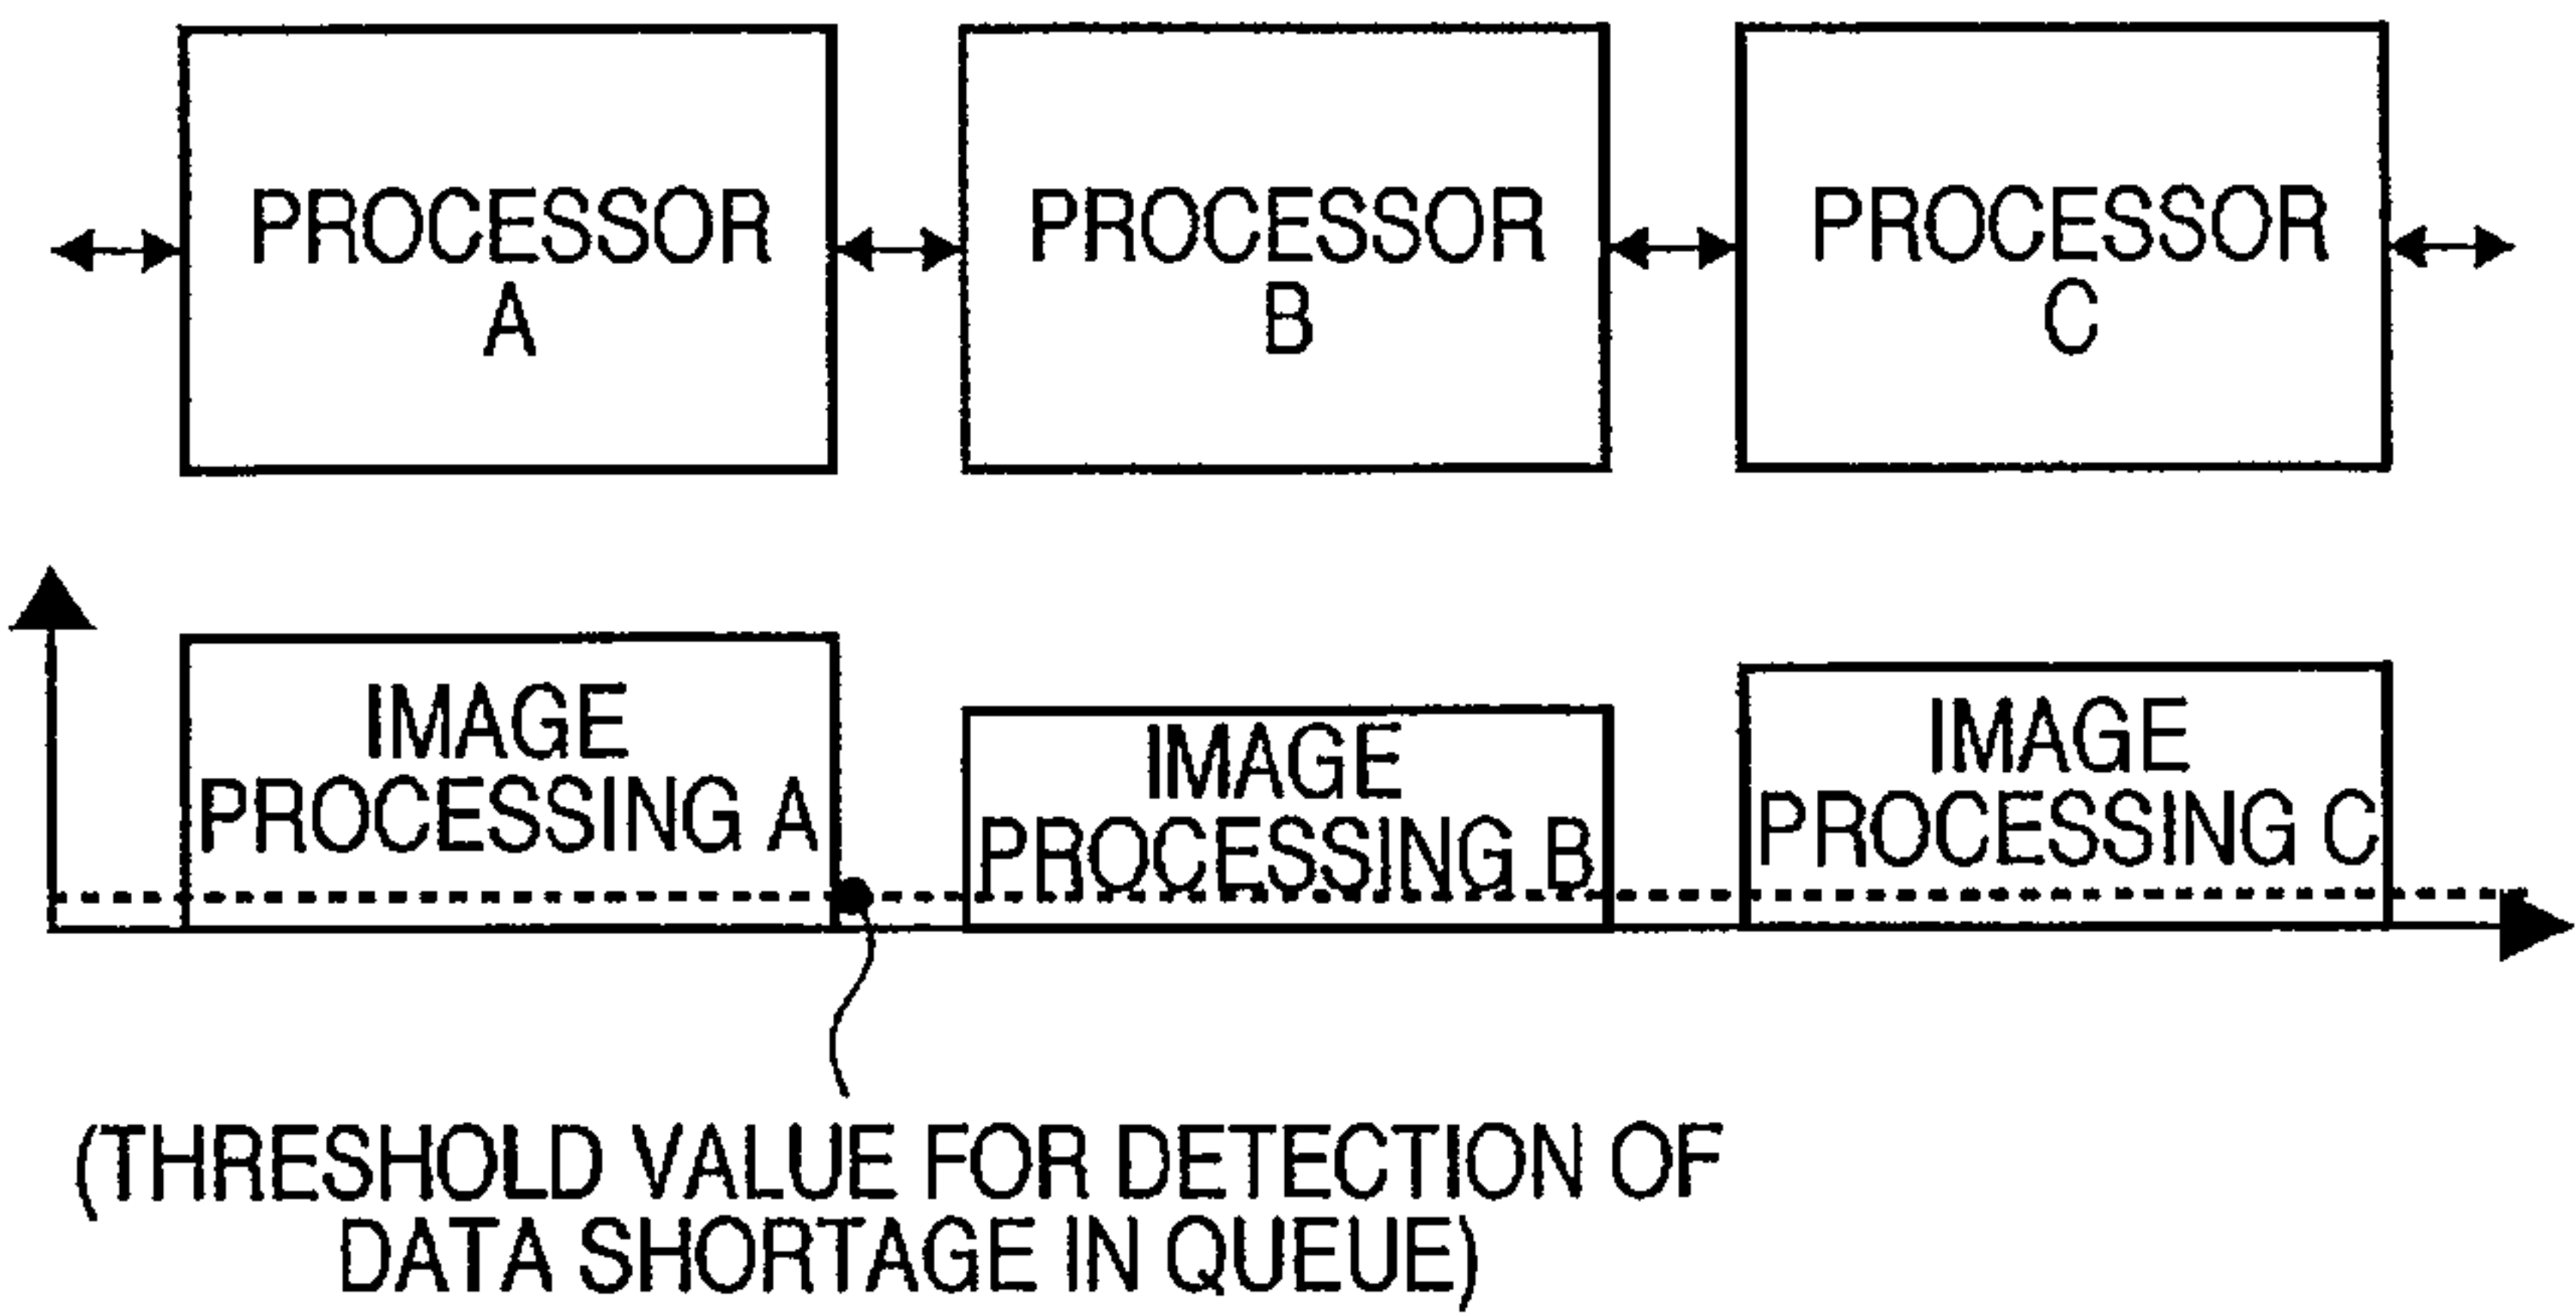 PROCESSOR
A
PROCESSOR
B
PROCESSOR
C
IMAGE
PROCESSING A
IMAGE
PROCESSING B
IMAGE
PROCESSING C
(THRESHOLD VALUE FOR DETECTION OF
DATA SHORTAGE IN QUEUE)